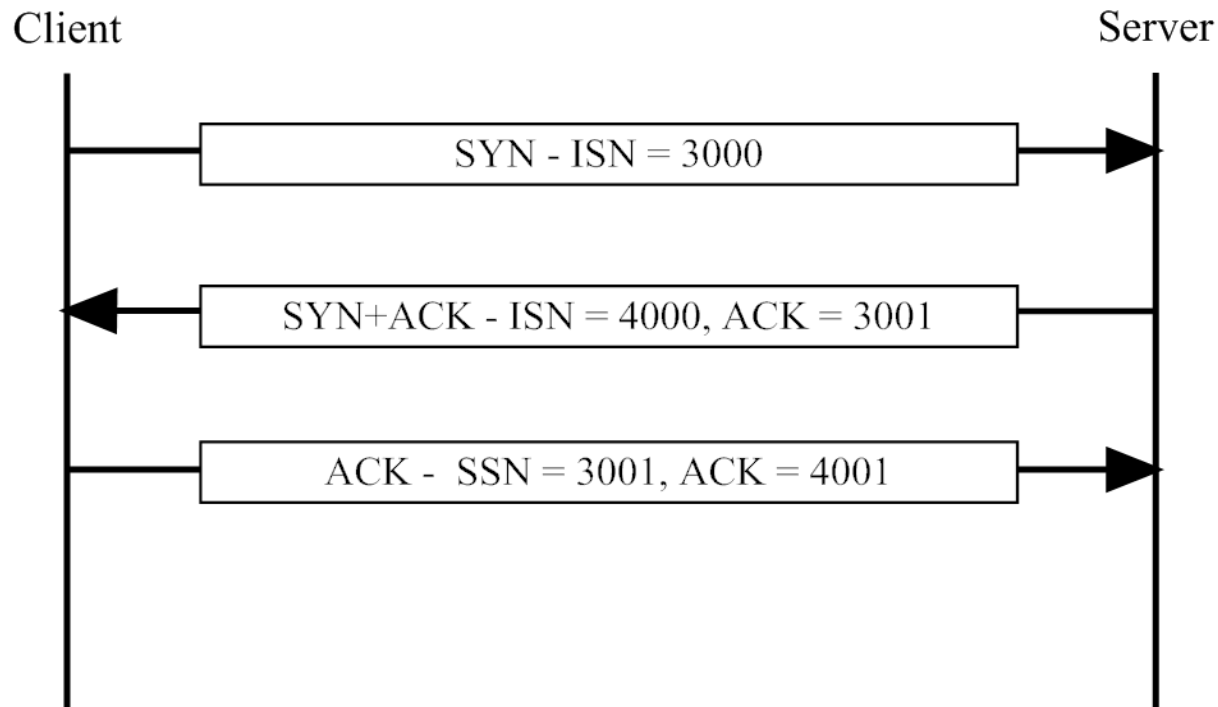 Client
Server
SYN - ISN = 3000
SYN+ACK - ISN = 4000, ACK = 3001
ACK - SSN = 3001, ACK = 4001